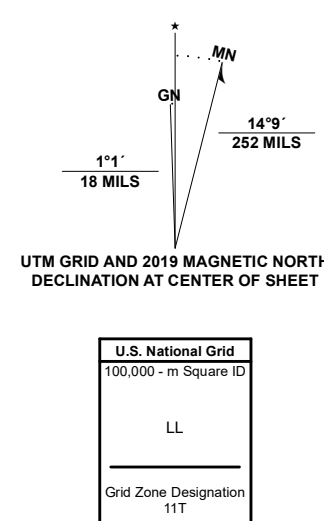 ★
MN
GN
14°9´
252 MILS
1°1´
18 MILS
UTM GRID AND 2019 MAGNETIC NORTH
DECLINATION AT CENTER OF SHEET
U.S. National Grid
100,000 - m Square ID
LL
Grid Zone Designation
11T